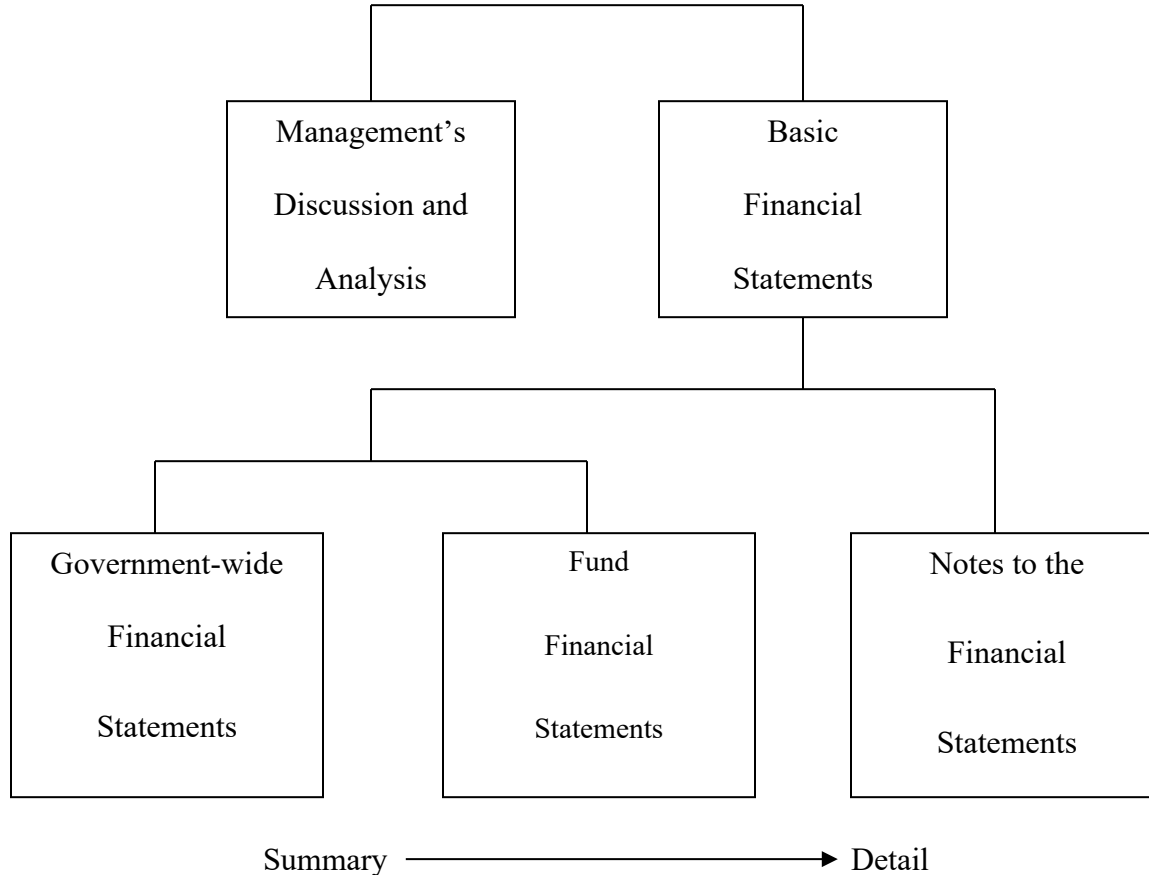 Management’s
Discussion and
Analysis
Basic
Financial
Statements
Government-wide
Financial
Statements
Fund
Financial
Statements
Notes to the
Financial
Statements
Summary
Detail